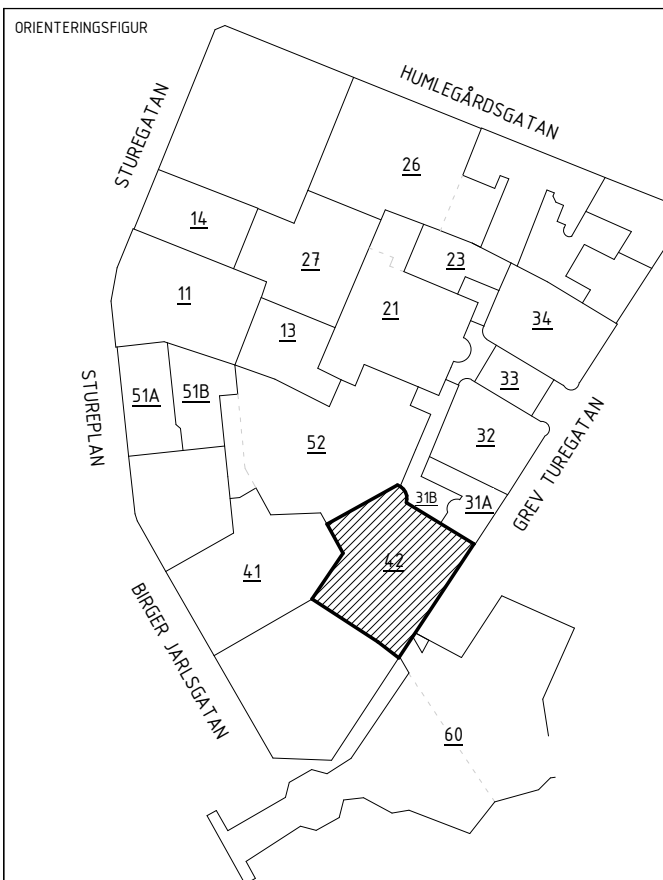 ORIENTERINGSFIGUR
HUMLEGÅRDSGATAN
STUREGATAN
26
14
27
23
11
21
34
13
33
51A
51B
STUREPLAN
32
52
GREV TUREGATAN
31B
31A
42
41
BIRGER JARLSGATAN
60